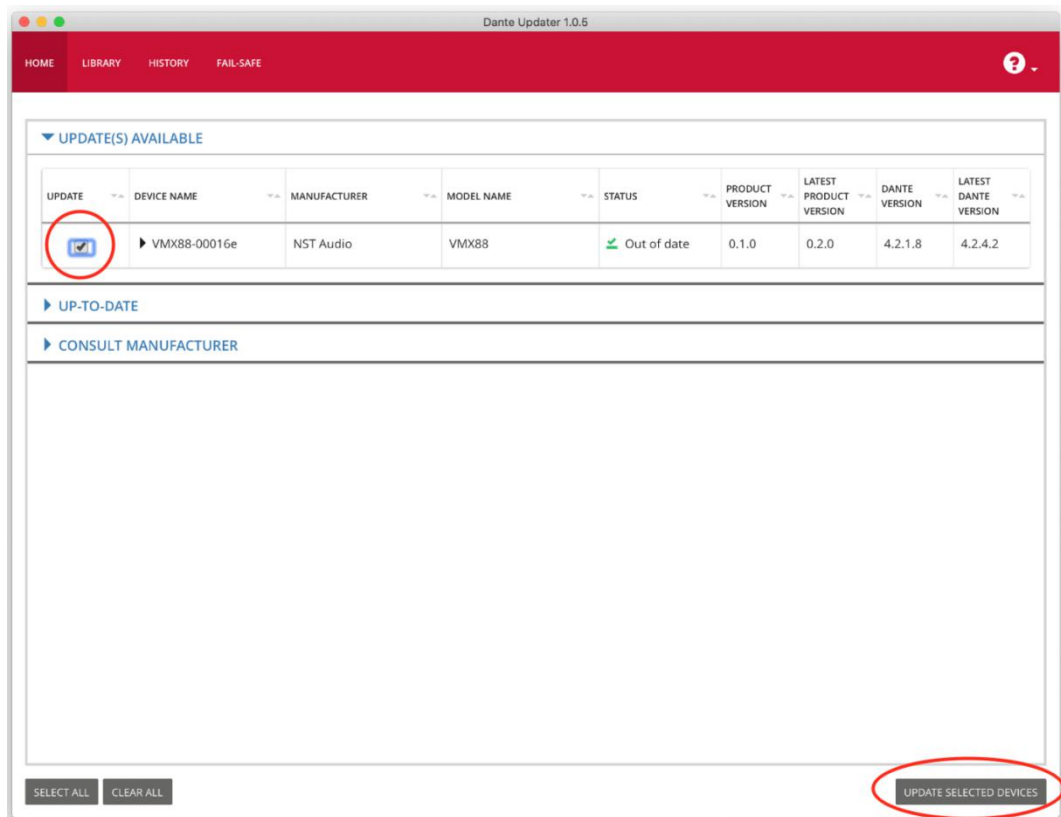 Dante Updater 1.0.5
HOME LIBRARY HISTORY FAIL-SAFE ?
UPDATE(S) AVAILABLE
UPDATE DEVICE NAME MANUFACTURER MODEL NAME STATUS PRODUCT VERSION LATEST PRODUCT VERSION DANTE VERSION LATEST DANTE VERSION
VMX88-00016e NST Audio VMX88 Out of date 0.1.0 0.2.0 4.2.1.8 4.2.4.2
UP-TO-DATE
CONSULT MANUFACTURER
SELECT ALL CLEAR ALL UPDATE SELECTED DEVICES